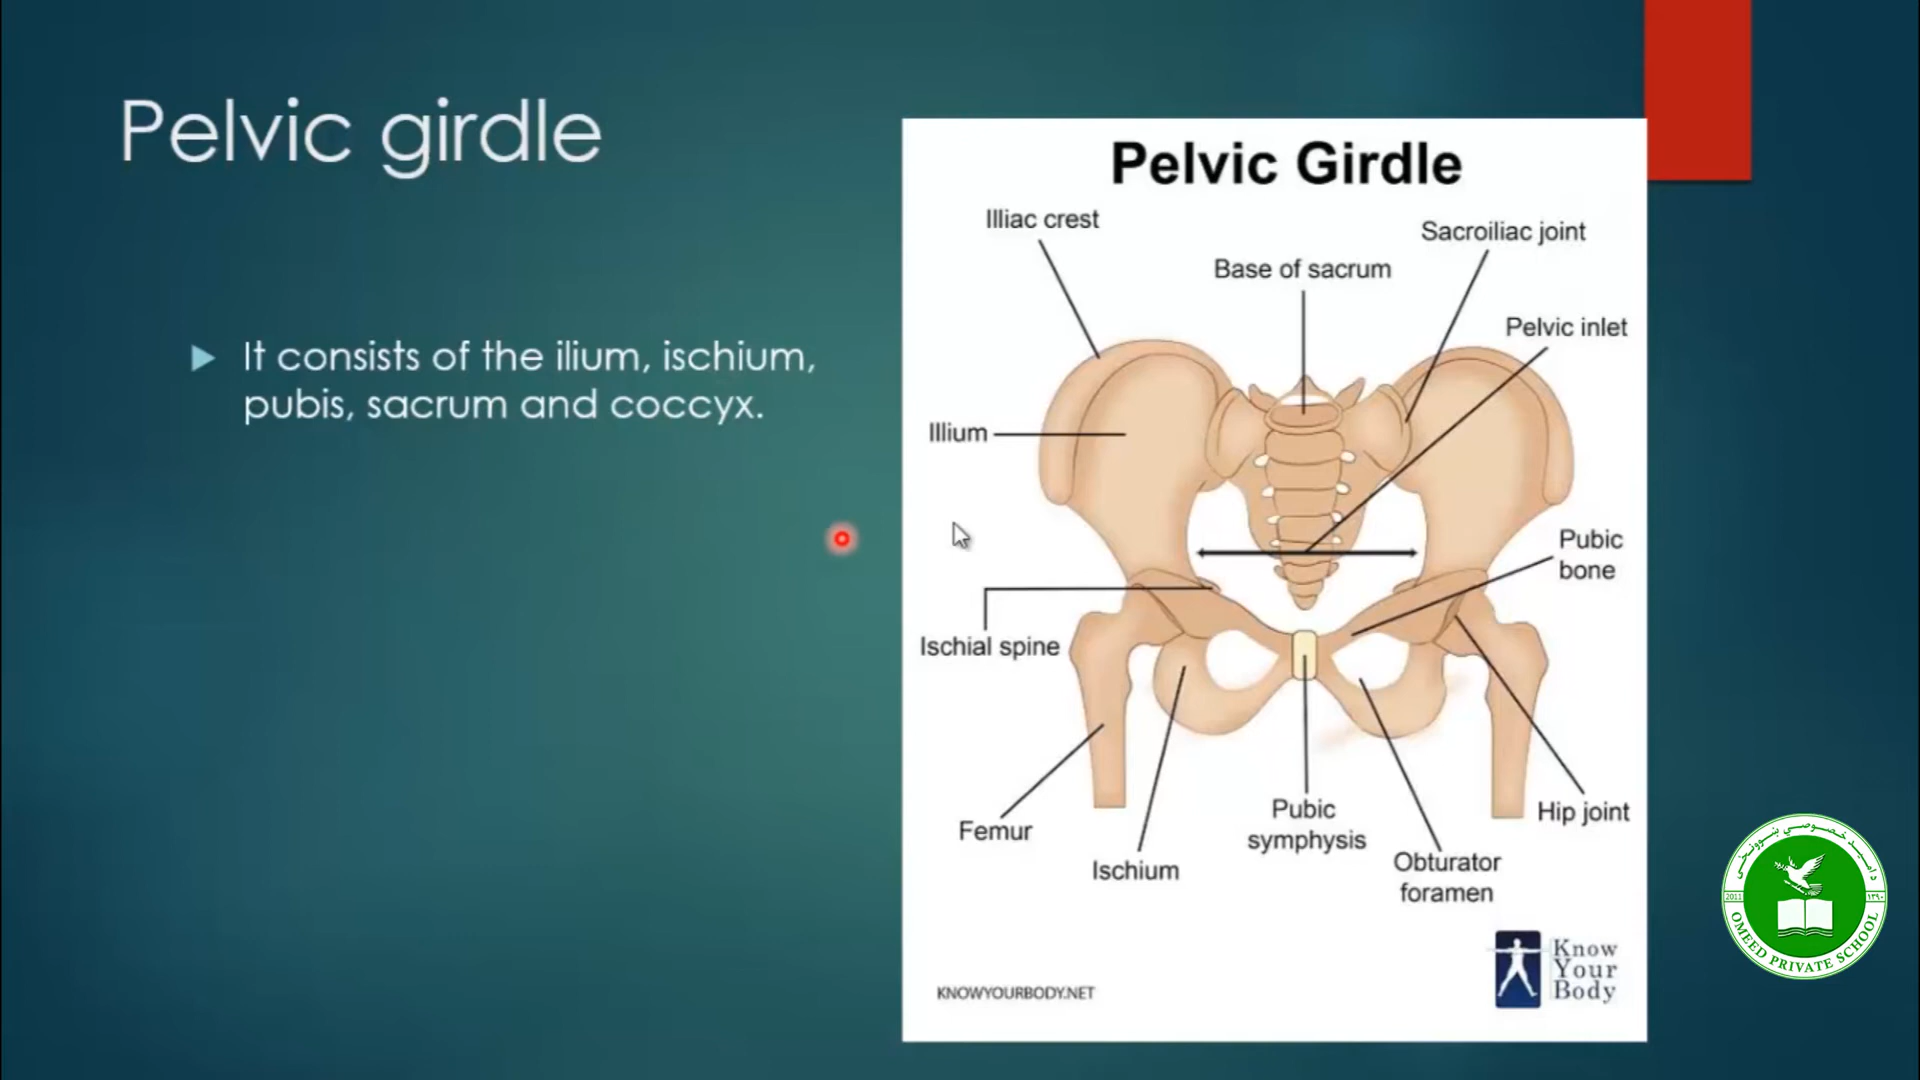 Pelvic girdle
It consists of the ilium, ischium,
pubis, sacrum and coccyx.
Pelvic Girdle
Illiac crest
Sacroiliac joint
Base of sacrum
Pelvic inlet
Illium
Pubic
bone
Ischial spine
Femur
Ischium
Pubic
symphysis
Obturator
foramen
Hip joint
KNOWYOURBODY.NET
Know
Your
Body
2011
۱۳۹۰
OMEED PRIVATE SCHOOL